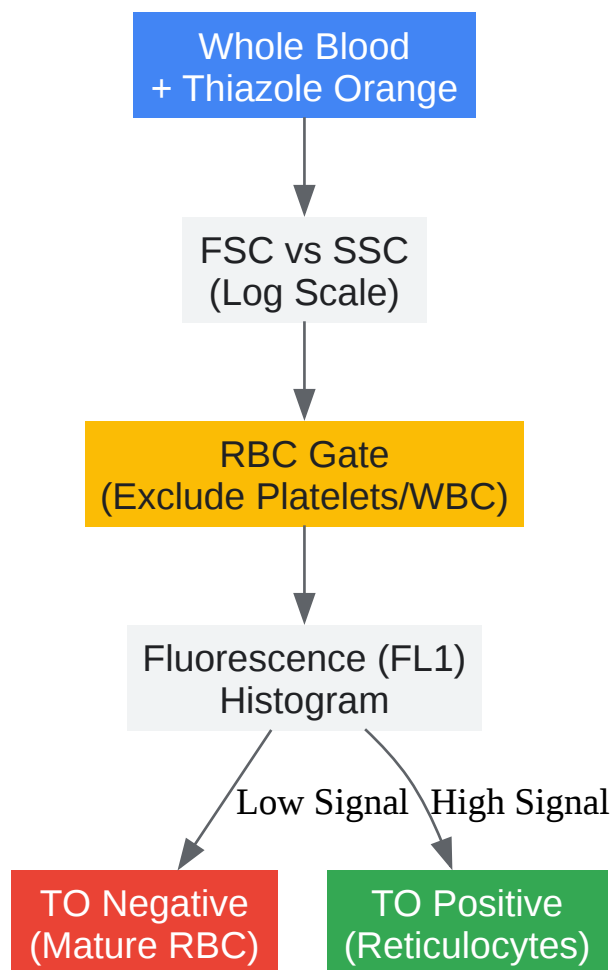 Whole Blood
+ Thiazole Orange
FSC vs SSC
(Log Scale)
RBC Gate
(Exclude Platelets/WBC)
Fluorescence (FL1)
Histogram
Low Signal
High Signal
TO Negative
(Mature RBC)
TO Positive
(Reticulocytes)